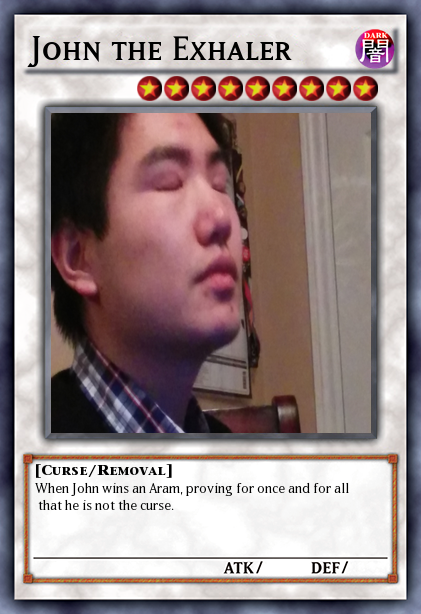 John the Exhaler
DARK
闇
[Curse/Removal]
When John wins an Aram, proving for once and for all
that he is not the curse.
ATK/ DEF/